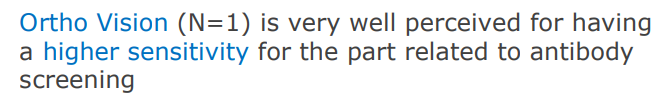 Ortho Vision (N=1) is very well perceived for having
a higher sensitivity for the part related to antibody
screening